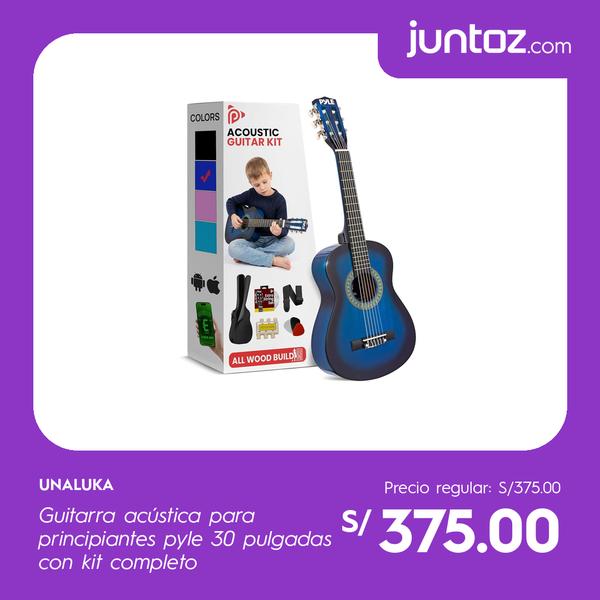 juntoz.com
COLORS
ACOUSTIC
GUITAR KIT
ALL WOOD BUILD
PYLE
UNALUKA
Guitarra acústica para
principiantes pyle 30 pulgadas
con kit completo
Precio regular: S/375.00
S/ 375.00